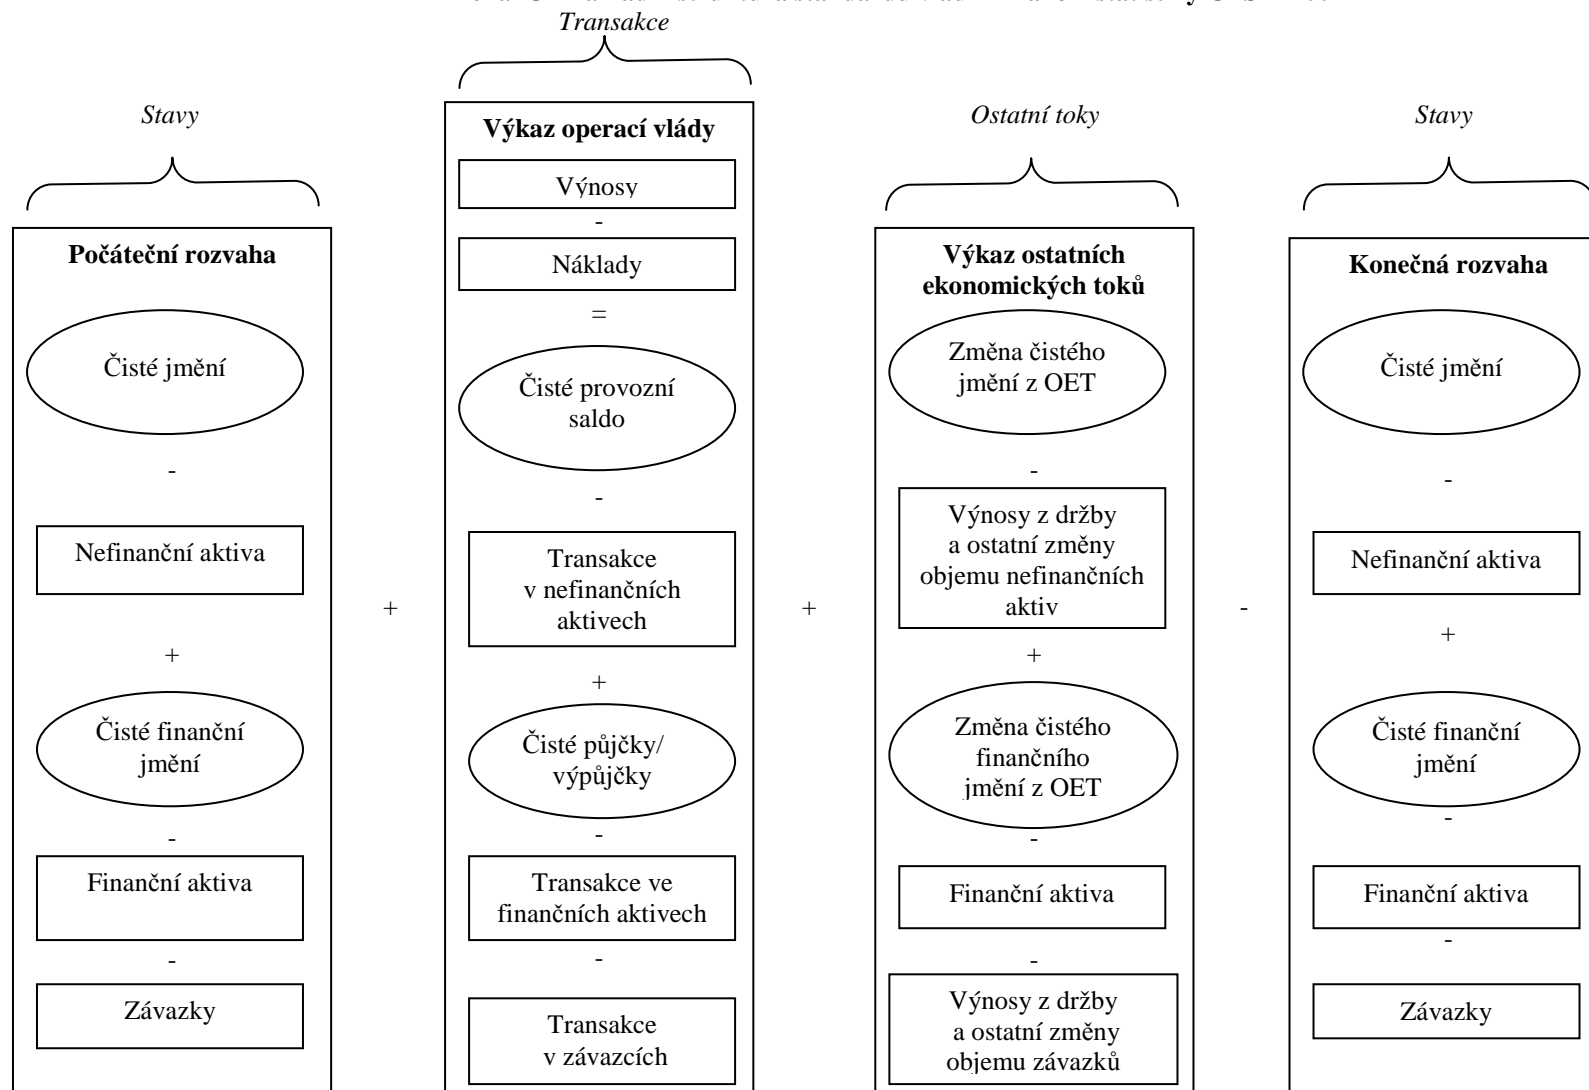 Transakce
Stavy
Počáteční rozvaha
Čisté jmění
-
Nefinanční aktiva
+
Čisté finanční
jmění
-
Finanční aktiva
-
Závazky
+
Výkaz operací vlády
Výnosy
-
Náklady
=
Čisté provozní
saldo
-
Transakce
v nefinančních
aktivech
+
Čisté půjčky/
výpůjčky
-
Transakce ve
finančních aktivech
-
Transakce
v závazcích
+
Ostatní toky
Výkaz ostatních
ekonomických toků
Změna čistého
jmění z OET
-
Výnosy z držby
a ostatní změny
objemu nefinančních
aktiv
+
Změna čistého
finančního
jmění z OET
-
Finanční aktiva
-
Výnosy z držby
a ostatní změny
objemu závazků
-
Stavy
Konečná rozvaha
Čisté jmění
-
Nefinanční aktiva
+
Čisté finanční
jmění
-
Finanční aktiva
-
Závazky